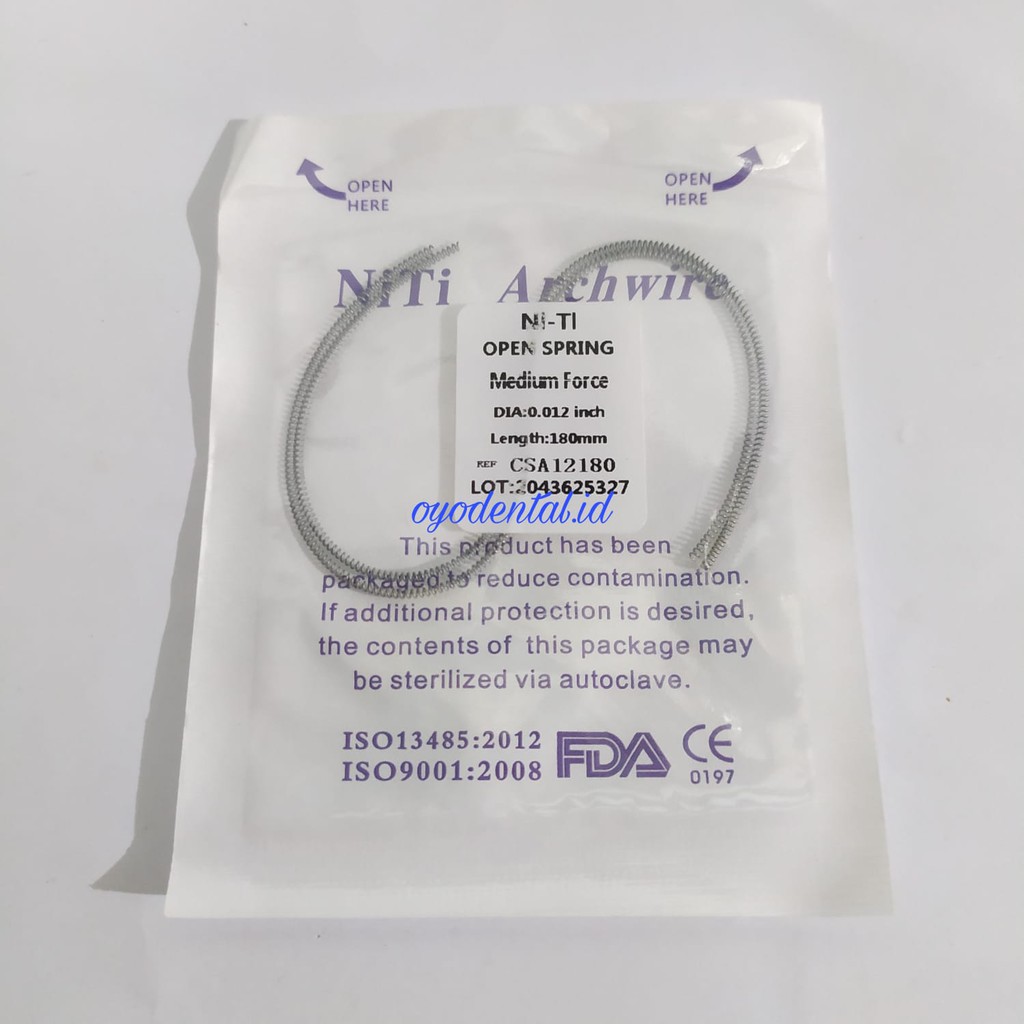 OPEN
HERE
OPEN
HERE
NiTi Archwire
Ni-TI
OPEN SPRING
Medium Force
DIA:0.012 inch
Length:180mm
REF CSA12180
LOT:2043625327
oyodental.id
This product has been
packaged to reduce contamination.
If additional protection is desired,
the contents of this package may
be sterilized via autoclave.
ISO13485:2012
ISO9001:2008
FDA
CE
0197